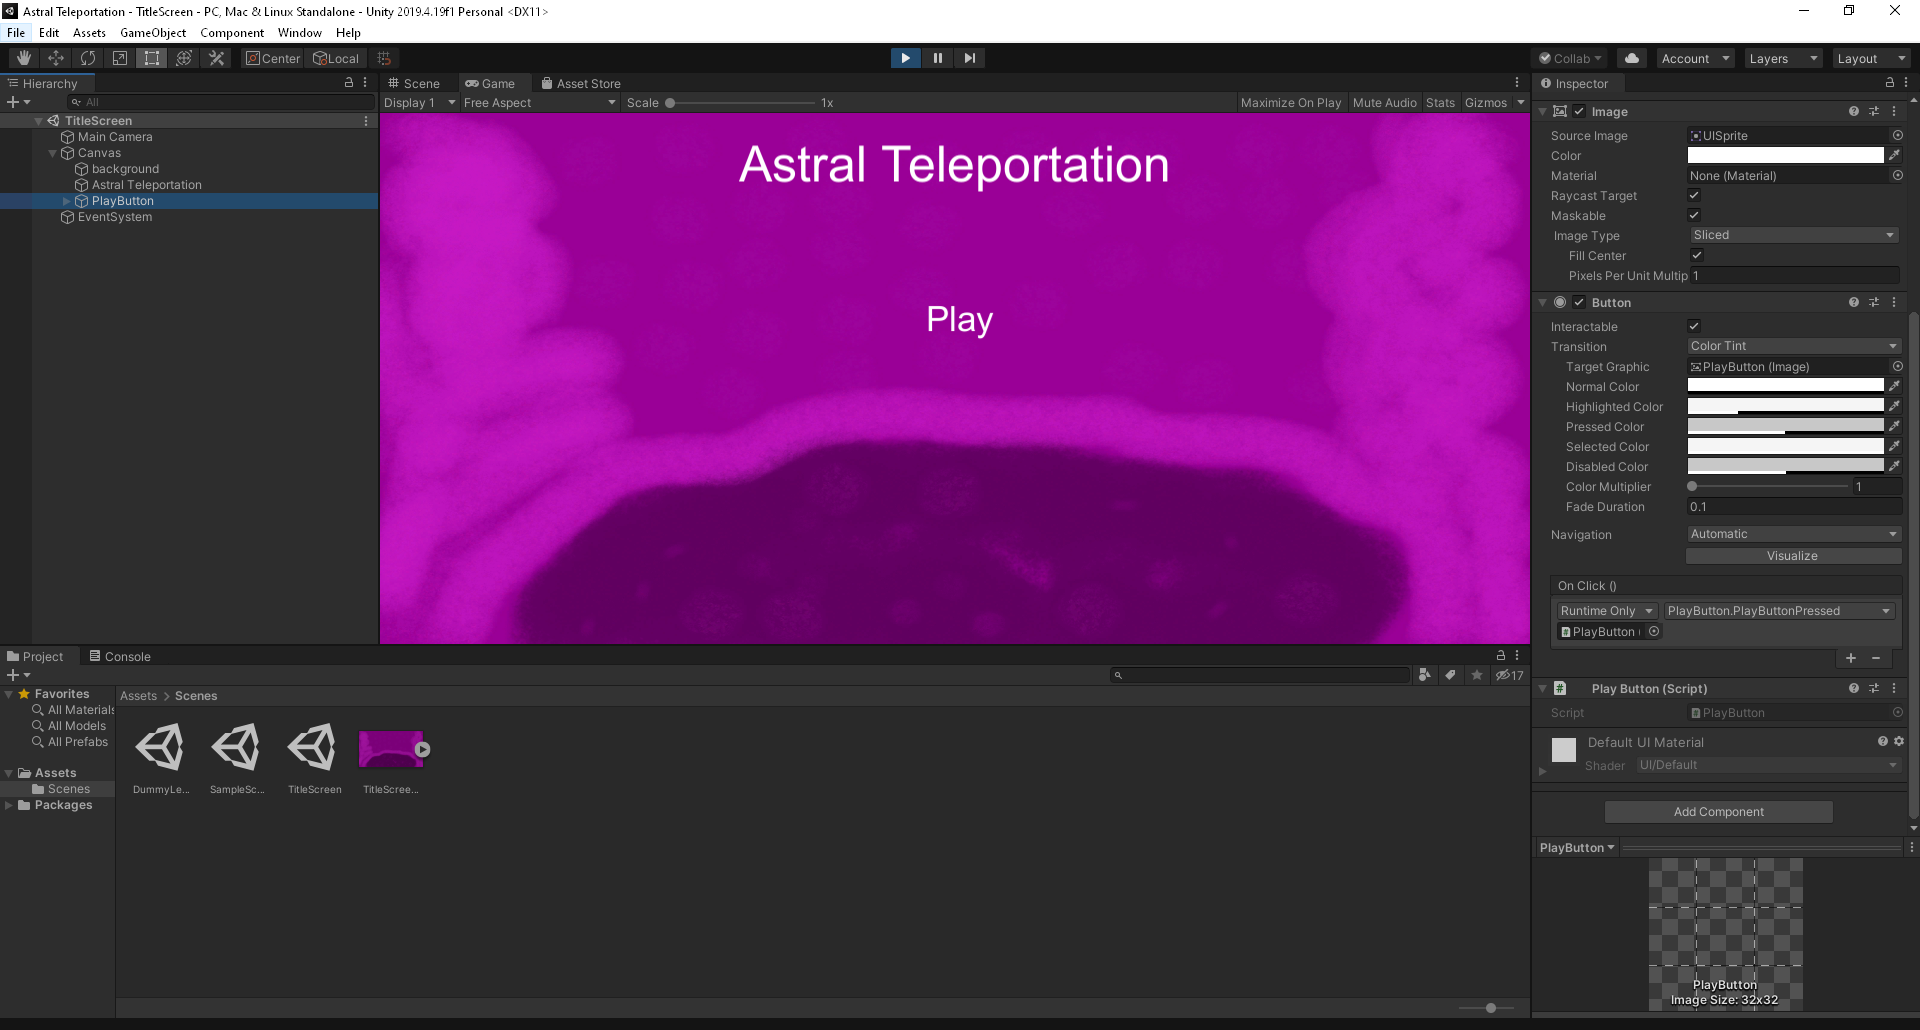 Astral Teleportation - TitleScreen - PC, Mac & Linux Standalone - Unity 2019.4.19f1 Personal <DX11>
File Edit Assets GameObject Component Window Help
Center Local
Collab Account Layers Layout
Hierarchy
All
TitleScreen
Main Camera
Canvas
background
Astral Teleportation
PlayButton
EventSystem
Scene Game Asset Store
Display 1 Free Aspect Scale 1x Maximize On Play Mute Audio Stats Gizmos
Astral Teleportation
Play
Project Console
17
Favorites
All Materials
All Models
All Prefabs
Assets
Scenes
Packages
Assets > Scenes
DummyLe... SampleSc... TitleScreen TitleScree...
Inspector
Image
Source Image UISprite
Color
Material None (Material)
Raycast Target
Maskable
Image Type Sliced
Fill Center
Pixels Per Unit Multip 1
Button
Interactable
Transition Color Tint
Target Graphic PlayButton (Image)
Normal Color
Highlighted Color
Pressed Color
Selected Color
Disabled Color
Color Multiplier 1
Fade Duration 0.1
Navigation Automatic
Visualize
On Click ()
Runtime Only PlayButton.PlayButtonPressed
PlayButton (
Play Button (Script)
Script PlayButton
Default UI Material
Shader UI/Default
Add Component
PlayButton
PlayButton
Image Size: 32x32